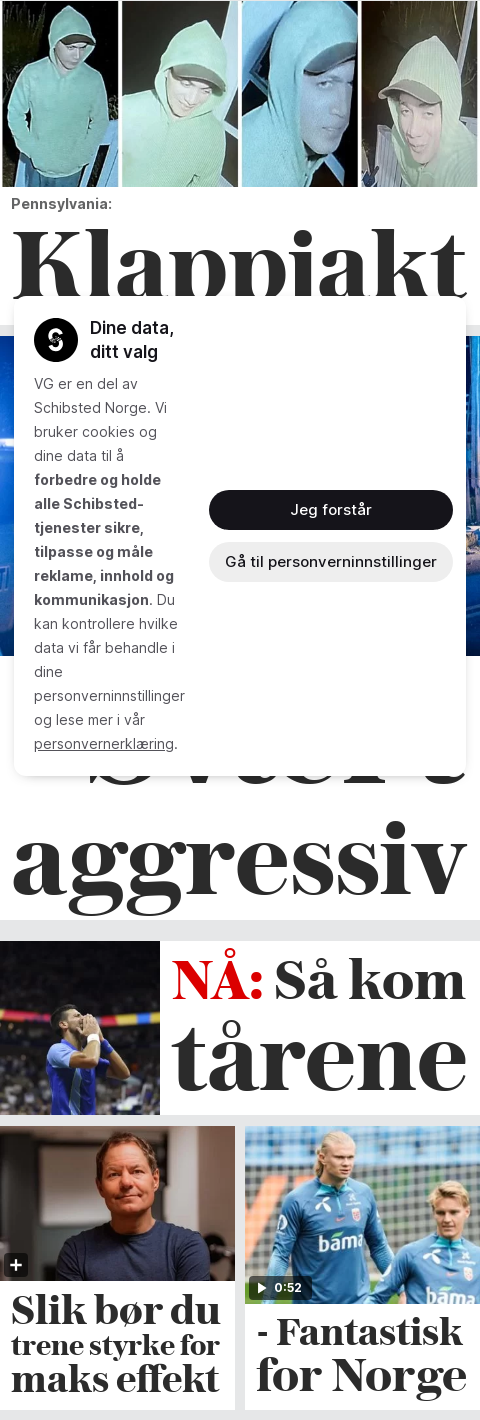 Pennsylvania:
Klappjakt
Dine data,
ditt valg
VG er en del av
Schibsted Norge. Vi
bruker cookies og
dine data til å
forbedre og holde
alle Schibsted-
tjenester sikre,
tilpasse og måle
reklame, innhold og
kommunikasjon. Du
kan kontrollere hvilke
data vi får behandle i
dine
personverninnstillinger
og lese mer i vår
personvernerklæring.
Jeg forstår
Gå til personverninnstillinger
aggressiv
NÅ: Så kom
tårene
Slik bør du
trene styrke for
maks effekt
bama
bama
0:52
- Fantastisk
for Norge